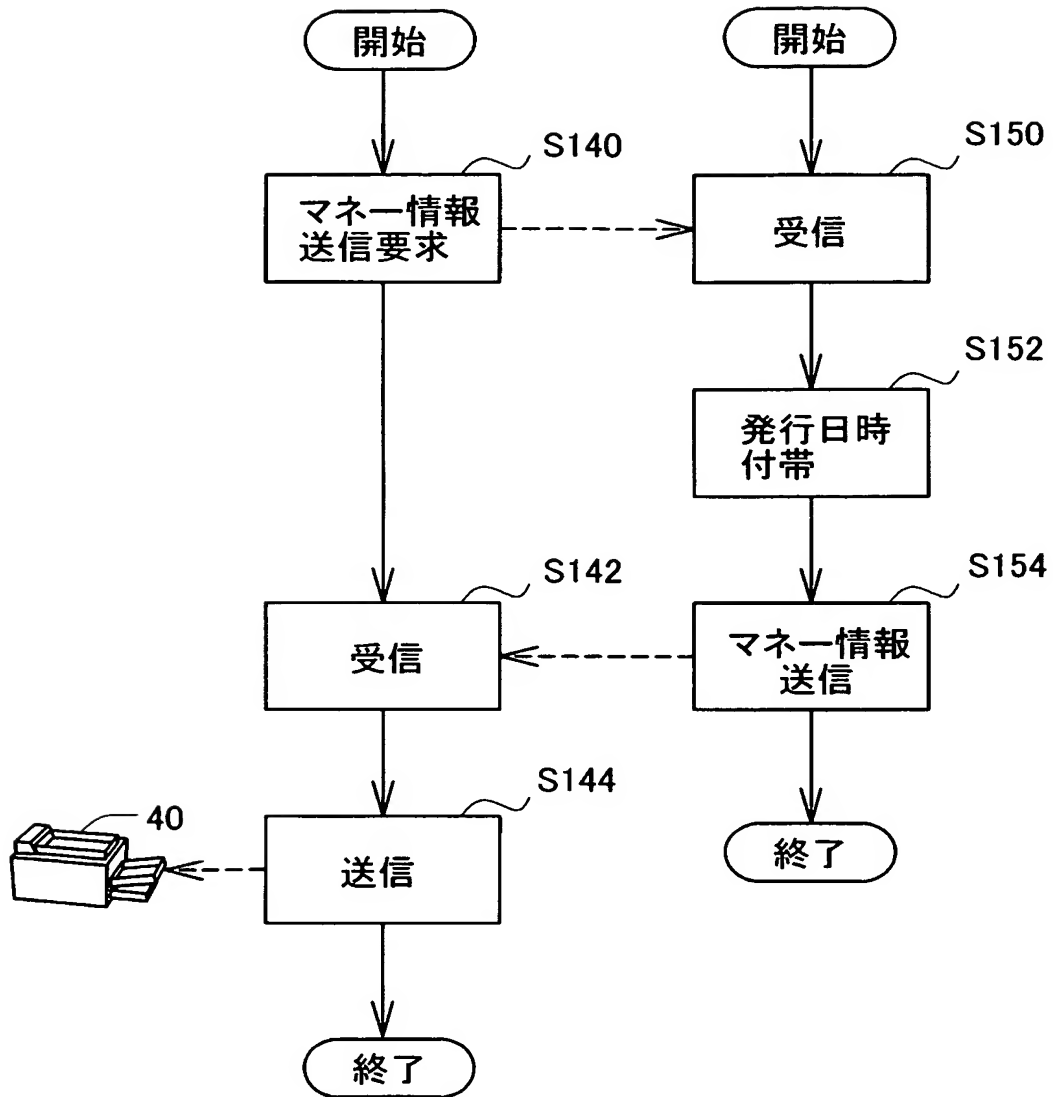 開始
開始
S140
S150
マネー情報
送信要求
受信
S152
発行日時
付帯
S142
S154
受信
マネー情報
送信
S144
40
送信
終了
終了